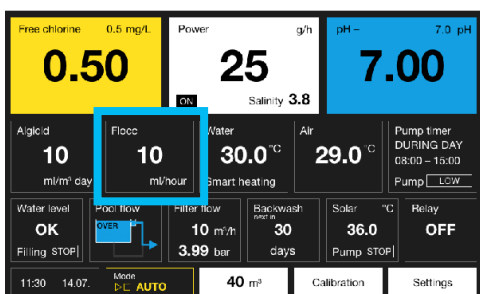 Free chlorine 0.5 mg/L Power g/h pH – 7.0 pH
0.50 25 7.00
ON Salinity 3.8
Algicid Flocc Water Air Pump timer
DURING DAY
10 10 30.0 °C 29.0 °C 08:00 – 15:00
ml/m³ day ml/hour Smart heating Pump LOW
Water level Pool flow Filter flow Backwash Solar °C Relay
next in
OK OVER 10 m³/h 30 36.0 OFF
Filling STOP 3.99 bar days Pump STOP
11:30 14.07. Mode AUTO 40 m³ Calibration Settings